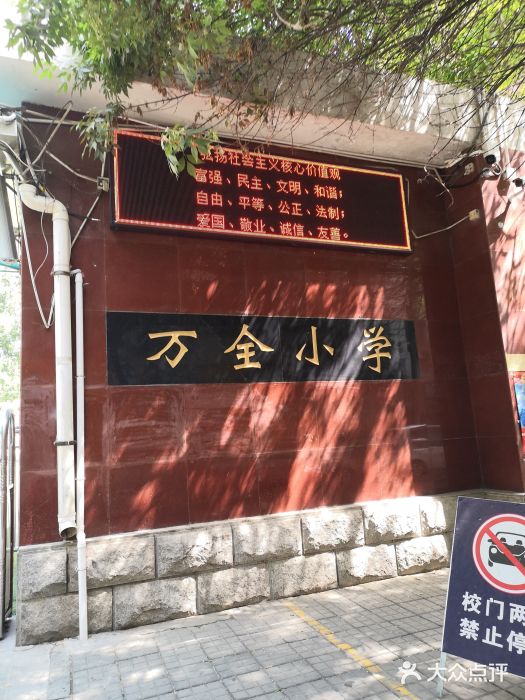 弘扬社会主义核心价值观
富强、民主、文明、和谐；
自由、平等、公正、法制；
爱国、敬业、诚信、友善。
万全小学
校门两
禁止停
大众点评